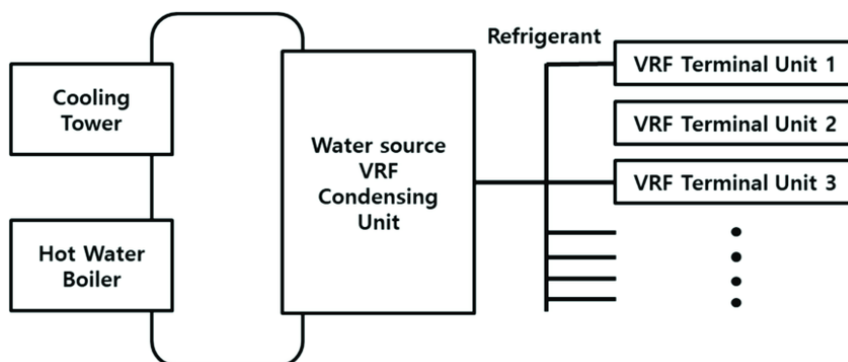 Refrigerant
VRF Terminal Unit 1
Cooling
Tower
VRF Terminal Unit 2
Water source
VRF
Condensing
Unit
VRF Terminal Unit 3
Hot Water
Boiler